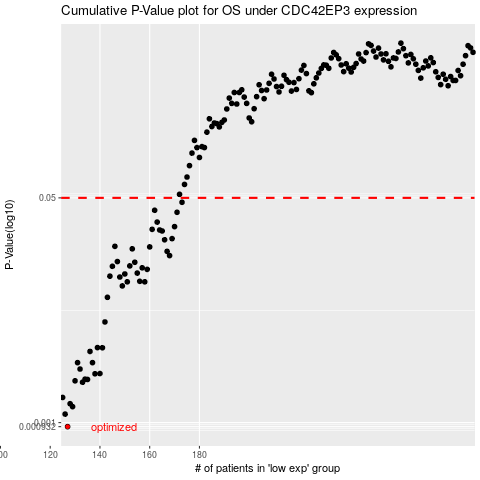 Cumulative P-Value plot for OS under CDC42EP3 expression
P-Value(log10)
0.05
0.001
0.000932
optimized
00
120
140
160
180
# of patients in 'low exp' group